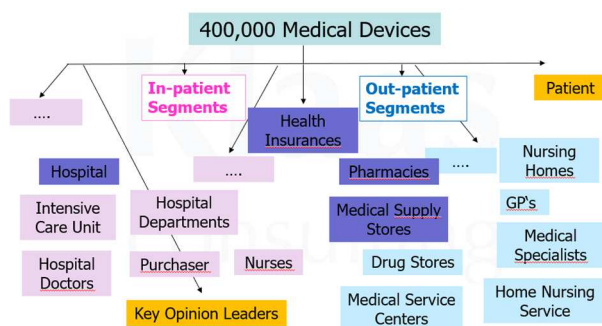 400,000 Medical Devices
In-patient
Segments
Out-patient
Segments
Patient
....
Health
Insurances
....
....
Nursing
Homes
Hospital
Pharmacies
Intensive
Care Unit
Hospital
Departments
Medical Supply
Stores
GP's
Medical
Specialists
Hospital
Doctors
Purchaser
Nurses
Drug Stores
Home Nursing
Service
Medical Service
Centers
Key Opinion Leaders